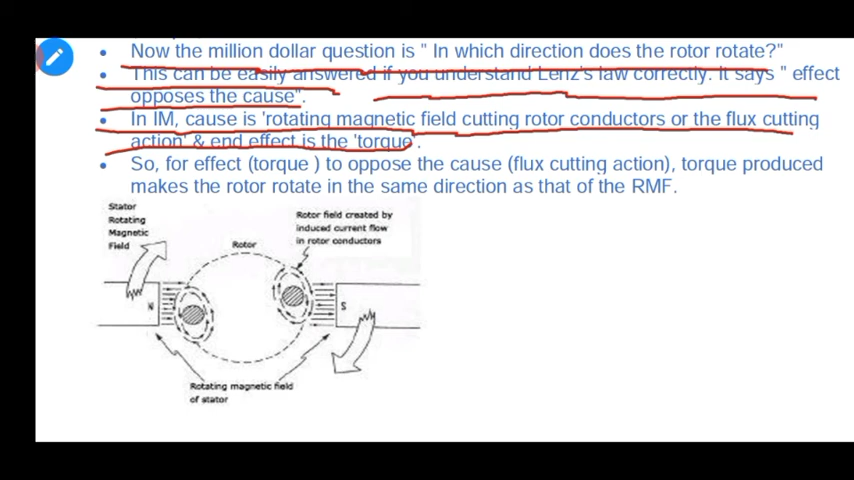 Now the million dollar question is " In which direction does the rotor rotate?"
This can be easily answered if you understand Lenz's law correctly. It says " effect
opposes the cause".
In IM, cause is 'rotating magnetic field cutting rotor conductors or the flux cutting
action' & end effect is the 'torque'.
So, for effect (torque ) to oppose the cause (flux cutting action), torque produced
makes the rotor rotate in the same direction as that of the RMF.
Stator
Rotating
Magnetic
Field
Rotor
Rotor field created by
induced current flow
in rotor conductors
N
S
Rotating magnetic field
of stator